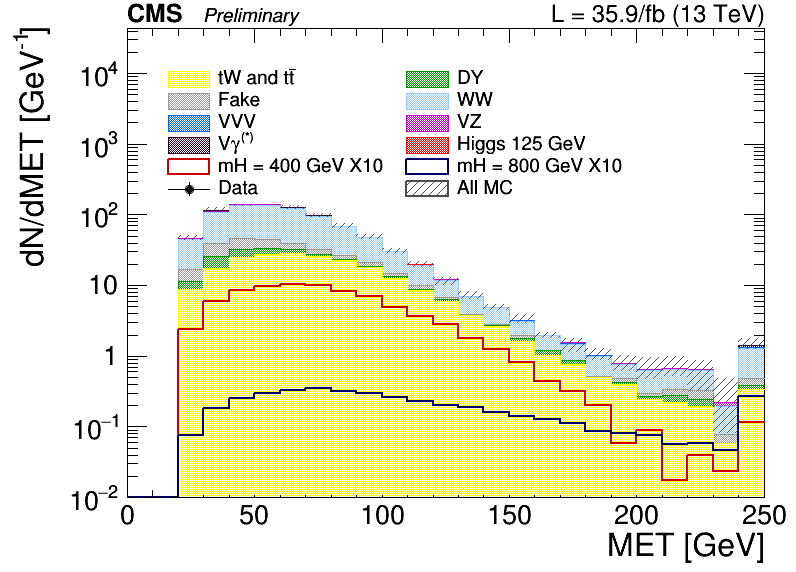 CMS Preliminary L = 35.9/fb (13 TeV)
dN/dMET [GeV⁻¹]
tW and tt̄ DY
Fake WW
VVV VZ
Vγ⁽*⁾ Higgs 125 GeV
mH = 400 GeV X10 mH = 800 GeV X10
Data All MC
10⁴
10³
10²
10
1
10⁻¹
10⁻²
0 50 100 150 200 250
MET [GeV]